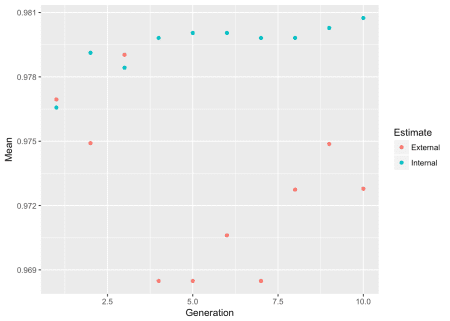 0.981
0.978
0.975
0.972
0.969
Mean
2.5
5.0
7.5
10.0
Generation
Estimate
External
Internal